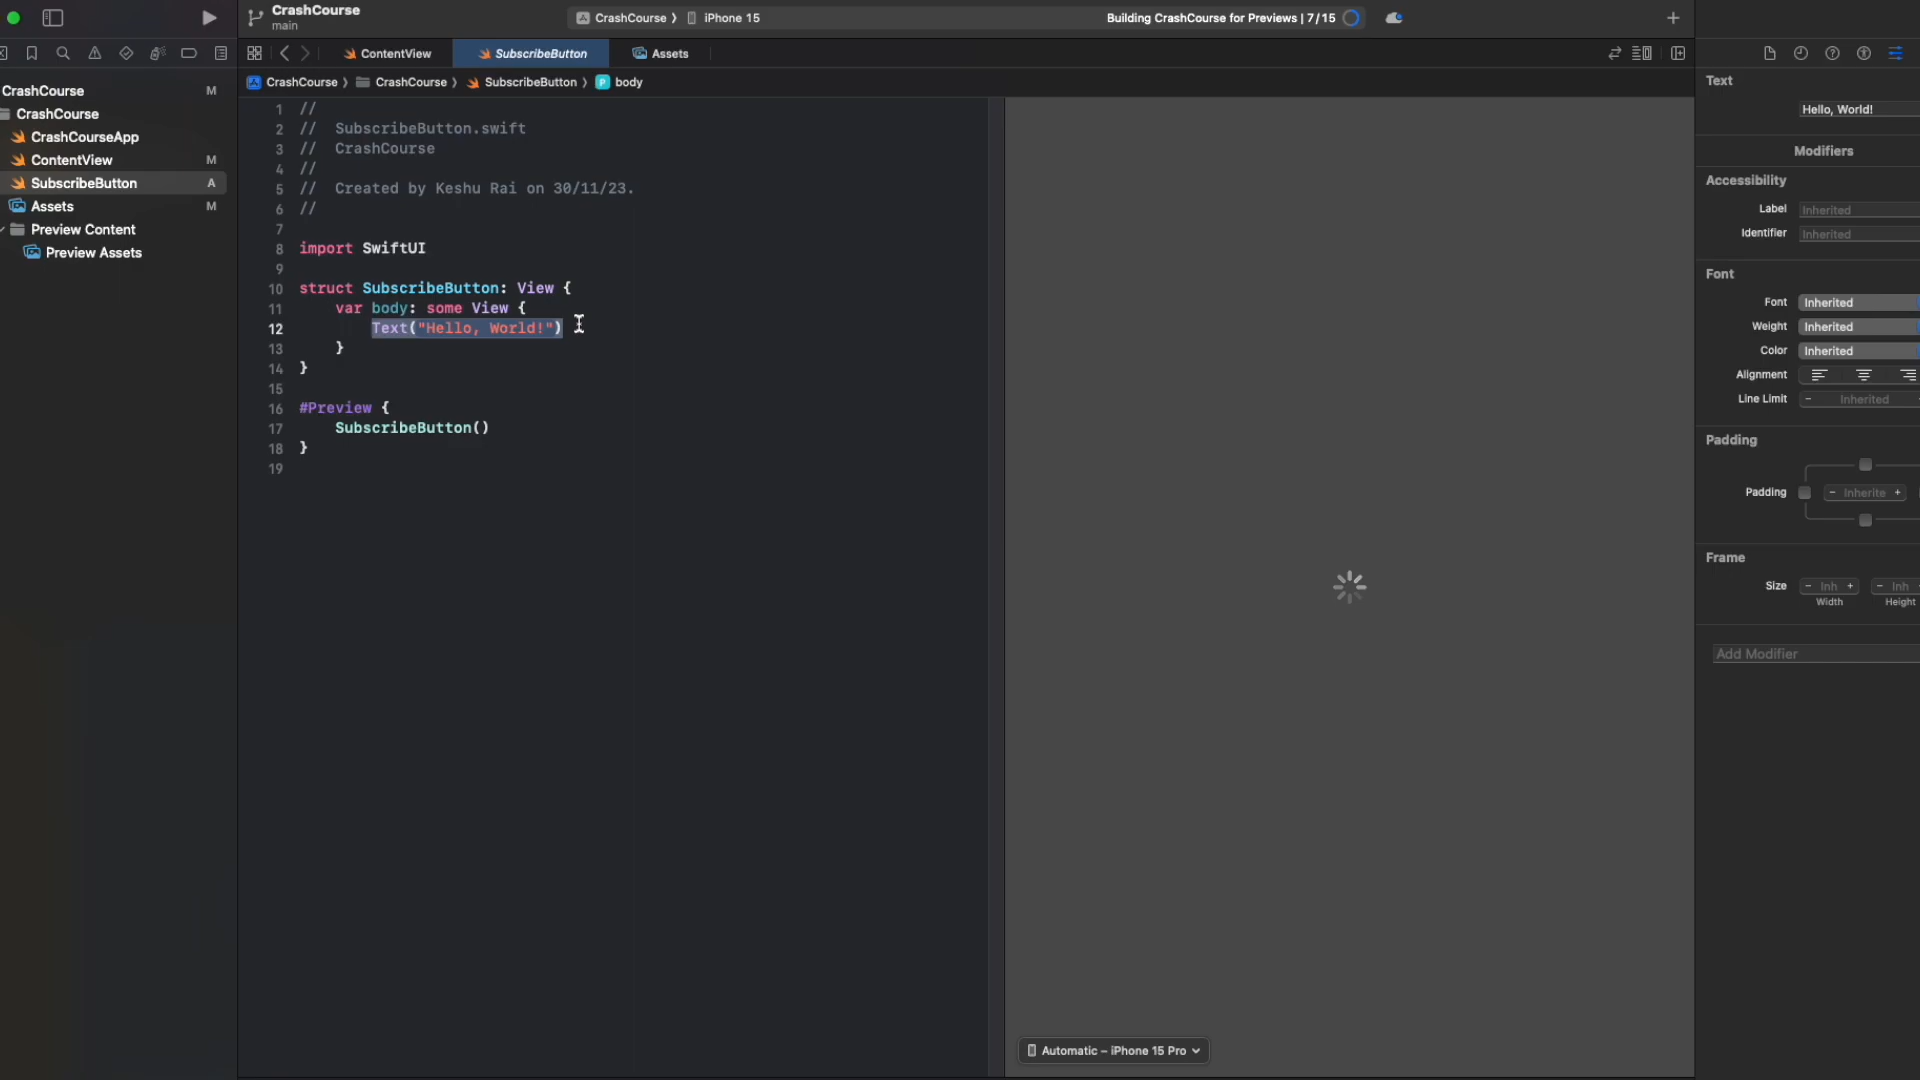 CrashCourse
main
CrashCourse 〉 iPhone 15
Building CrashCourse for Previews | 7/15
ContentView
SubscribeButton
Assets
CrashCourse 〉 CrashCourse 〉 SubscribeButton 〉 P body
CrashCourse M
CrashCourse
CrashCourseApp
ContentView M
SubscribeButton A
Assets M
Preview Content
Preview Assets
1 //
2 // SubscribeButton.swift
3 // CrashCourse
4 //
5 // Created by Keshu Rai on 30/11/23.
6 //
7
8 import SwiftUI
9
10 struct SubscribeButton: View {
11 var body: some View {
12 Text("Hello, World!")
13 }
14 }
15
16 #Preview {
17 SubscribeButton()
18 }
19
Automatic – iPhone 15 Pro
Text
Hello, World!
Modifiers
Accessibility
Label Inherited
Identifier Inherited
Font
Font Inherited
Weight Inherited
Color Inherited
Alignment
Line Limit – Inherited
Padding
Padding – Inherite +
Frame
Size – Inh + – Inh
Width Height
Add Modifier